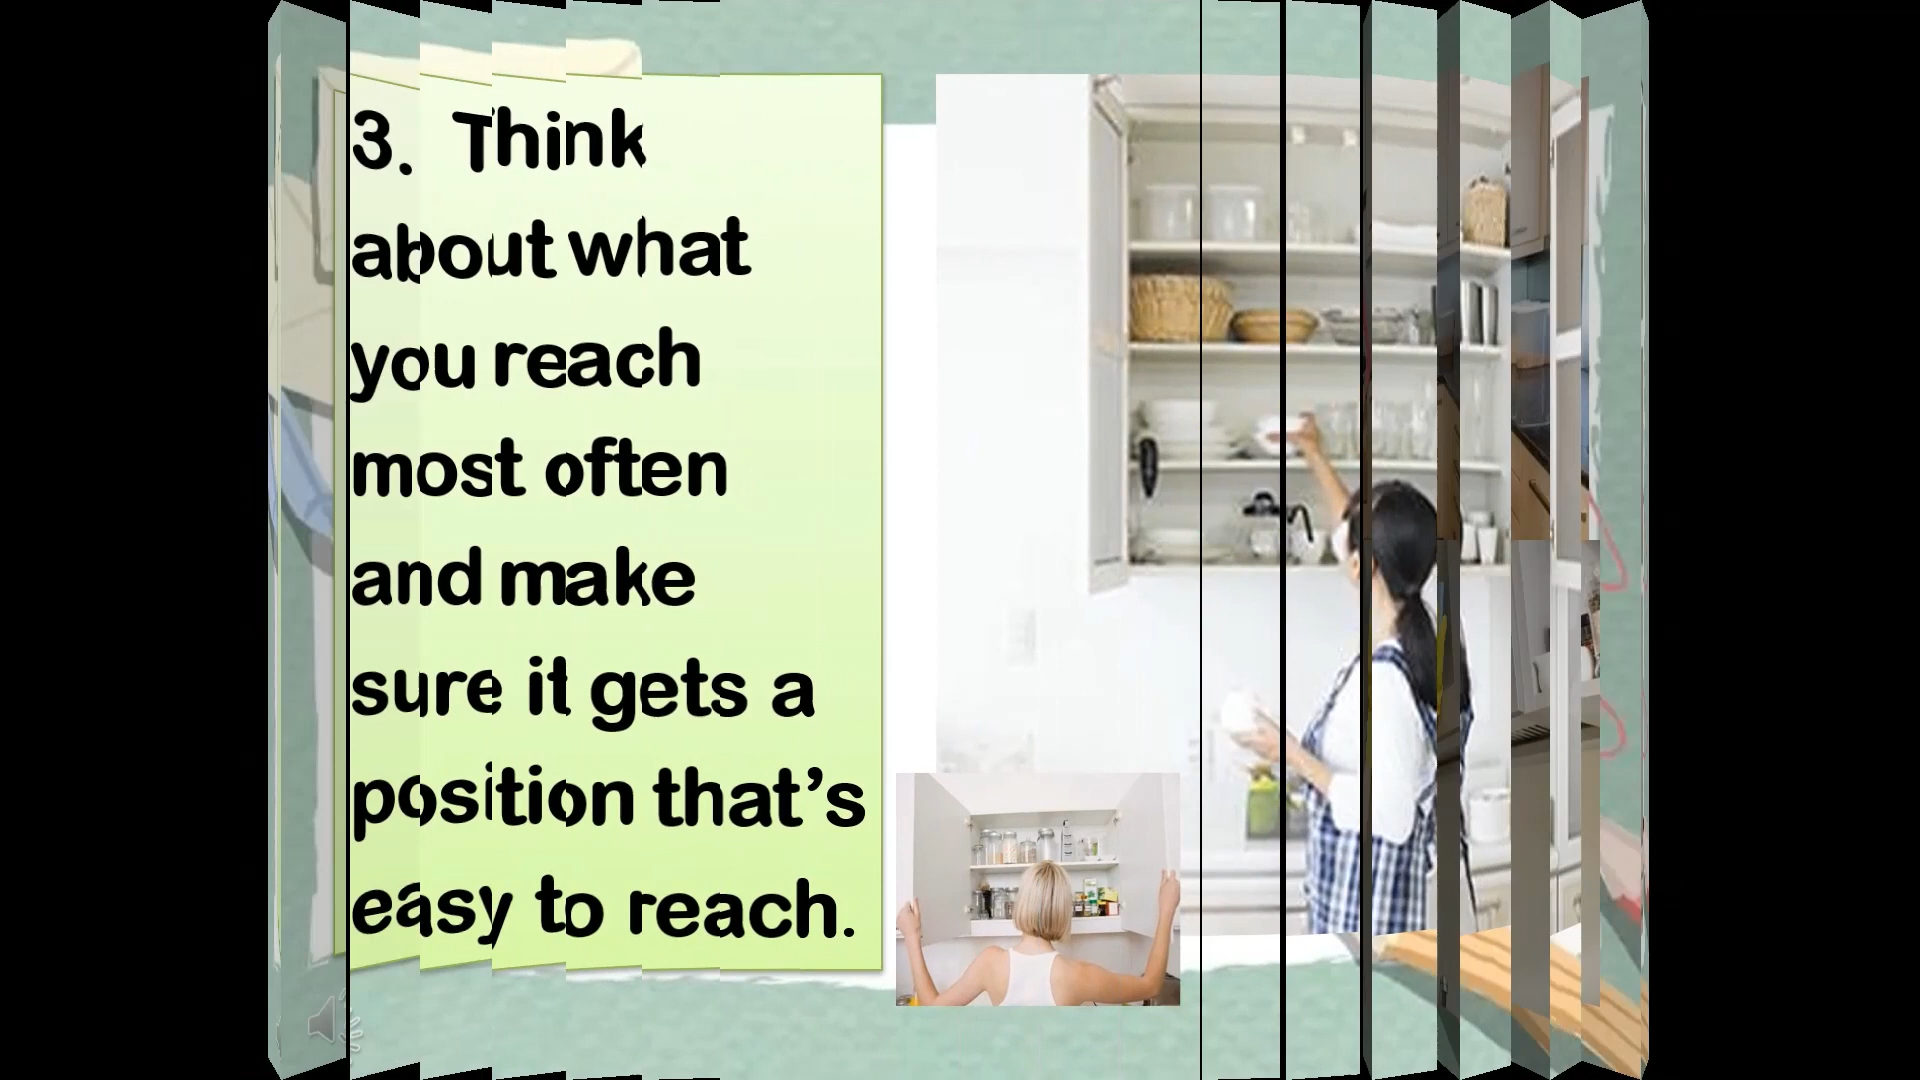 3. Think
about what
you reach
most often
and make
sure it gets a
position that’s
easy to reach.